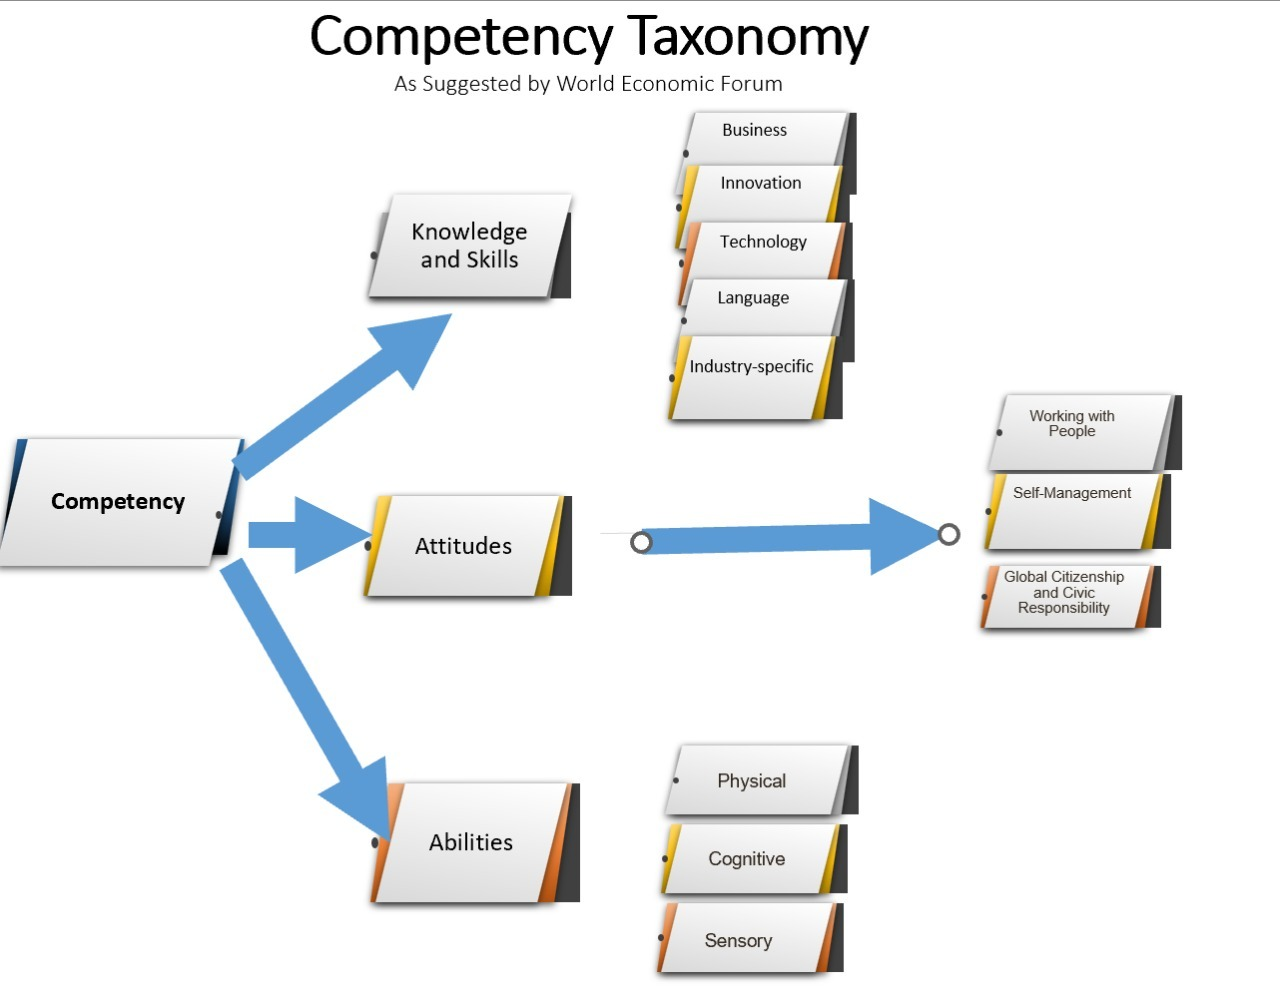 Competency Taxonomy
As Suggested by World Economic Forum
Business
Innovation
Technology
Language
Industry-specific
Knowledge
and Skills
Competency
Attitudes
Working with
People
Self-Management
Global Citizenship
and Civic
Responsibility
Abilities
Physical
Cognitive
Sensory